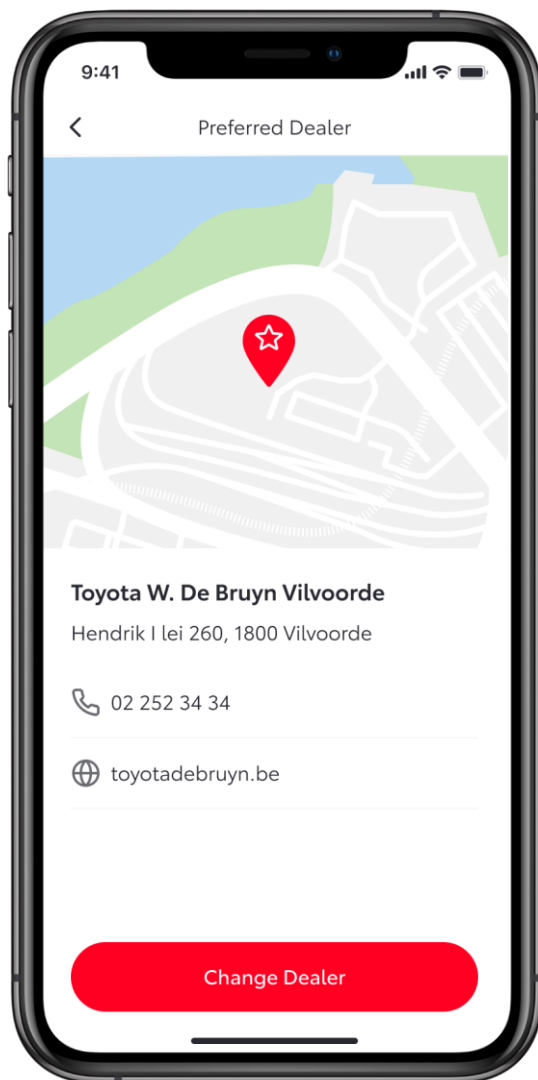 9:41
Preferred Dealer
Toyota W. De Bruyn Vilvoorde
Hendrik I lei 260, 1800 Vilvoorde
02 252 34 34
toyotadebruyn.be
Change Dealer